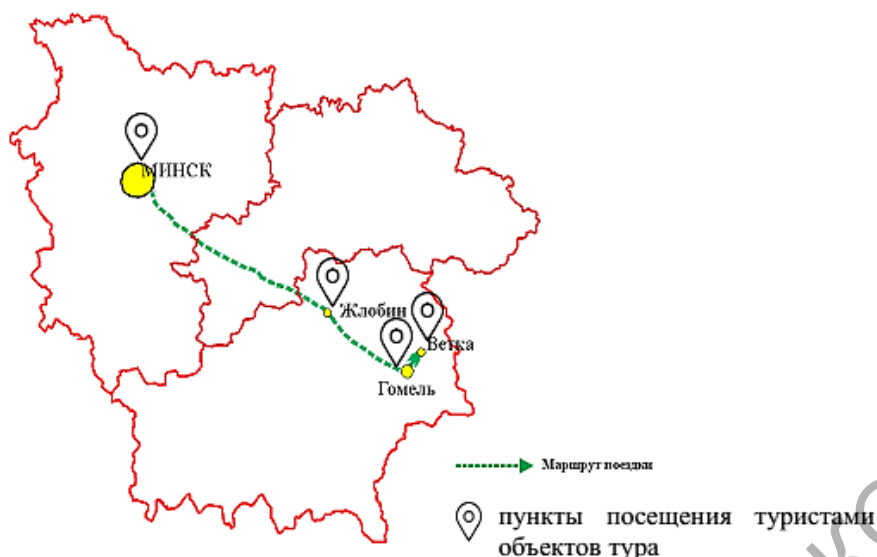 МИНСК
Жлобин
Ветка
Гомель
Маршрут поездки
пункты посещения туристами
объектов тура